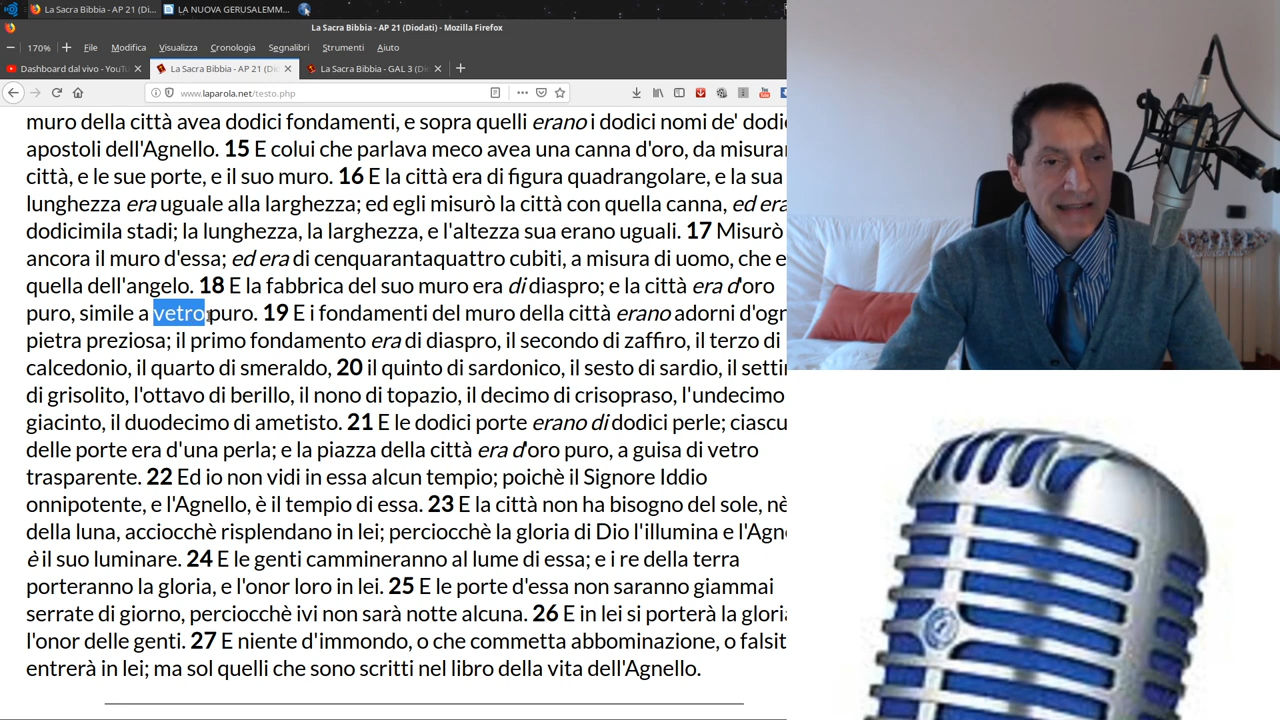 La Sacra Bibbia - AP 21 (Di...
LA NUOVA GERUSALEMM...
La Sacra Bibbia - AP 21 (Diodati) - Mozilla Firefox
170%
File Modifica Visualizza Cronologia Segnalibri Strumenti Aiuto
Dashboard dal vivo - YouTu
La Sacra Bibbia - AP 21 (Dio
La Sacra Bibbia - GAL 3 (Di
www.laparola.net/testo.php
muro della città avea dodici fondamenti, e sopra quelli erano i dodici nomi de' dodic
apostoli dell'Agnello. 15 E colui che parlava meco avea una canna d'oro, da misurar
città, e le sue porte, e il suo muro. 16 E la città era di figura quadrangolare, e la sua
lunghezza era uguale alla larghezza; ed egli misurò la città con quella canna, ed era
dodicimila stadi; la lunghezza, la larghezza, e l'altezza sua erano uguali. 17 Misurò
ancora il muro d'essa; ed era di cenquarantaquattro cubiti, a misura di uomo, che e
quella dell'angelo. 18 E la fabbrica del suo muro era di diaspro; e la città era d'oro
puro, simile a vetro puro. 19 E i fondamenti del muro della città erano adorni d'ogn
pietra preziosa; il primo fondamento era di diaspro, il secondo di zaffiro, il terzo di
calcedonio, il quarto di smeraldo, 20 il quinto di sardonico, il sesto di sardio, il setti
di grisolito, l'ottavo di berillo, il nono di topazio, il decimo di crisopraso, l'undecimo
giacinto, il duodecimo di ametisto. 21 E le dodici porte erano di dodici perle; ciascu
delle porte era d'una perla; e la piazza della città era d'oro puro, a guisa di vetro
trasparente. 22 Ed io non vidi in essa alcun tempio; poichè il Signore Iddio
onnipotente, e l'Agnello, è il tempio di essa. 23 E la città non ha bisogno del sole, nè
della luna, acciocchè risplendano in lei; perciocchè la gloria di Dio l'illumina e l'Agn
è il suo luminare. 24 E le genti cammineranno al lume di essa; e i re della terra
porteranno la gloria, e l'onor loro in lei. 25 E le porte d'essa non saranno giammai
serrate di giorno, perciocchè ivi non sarà notte alcuna. 26 E in lei si porterà la gloria
l'onor delle genti. 27 E niente d'immondo, o che commetta abbominazione, o falsit
entrerà in lei; ma sol quelli che sono scritti nel libro della vita dell'Agnello.